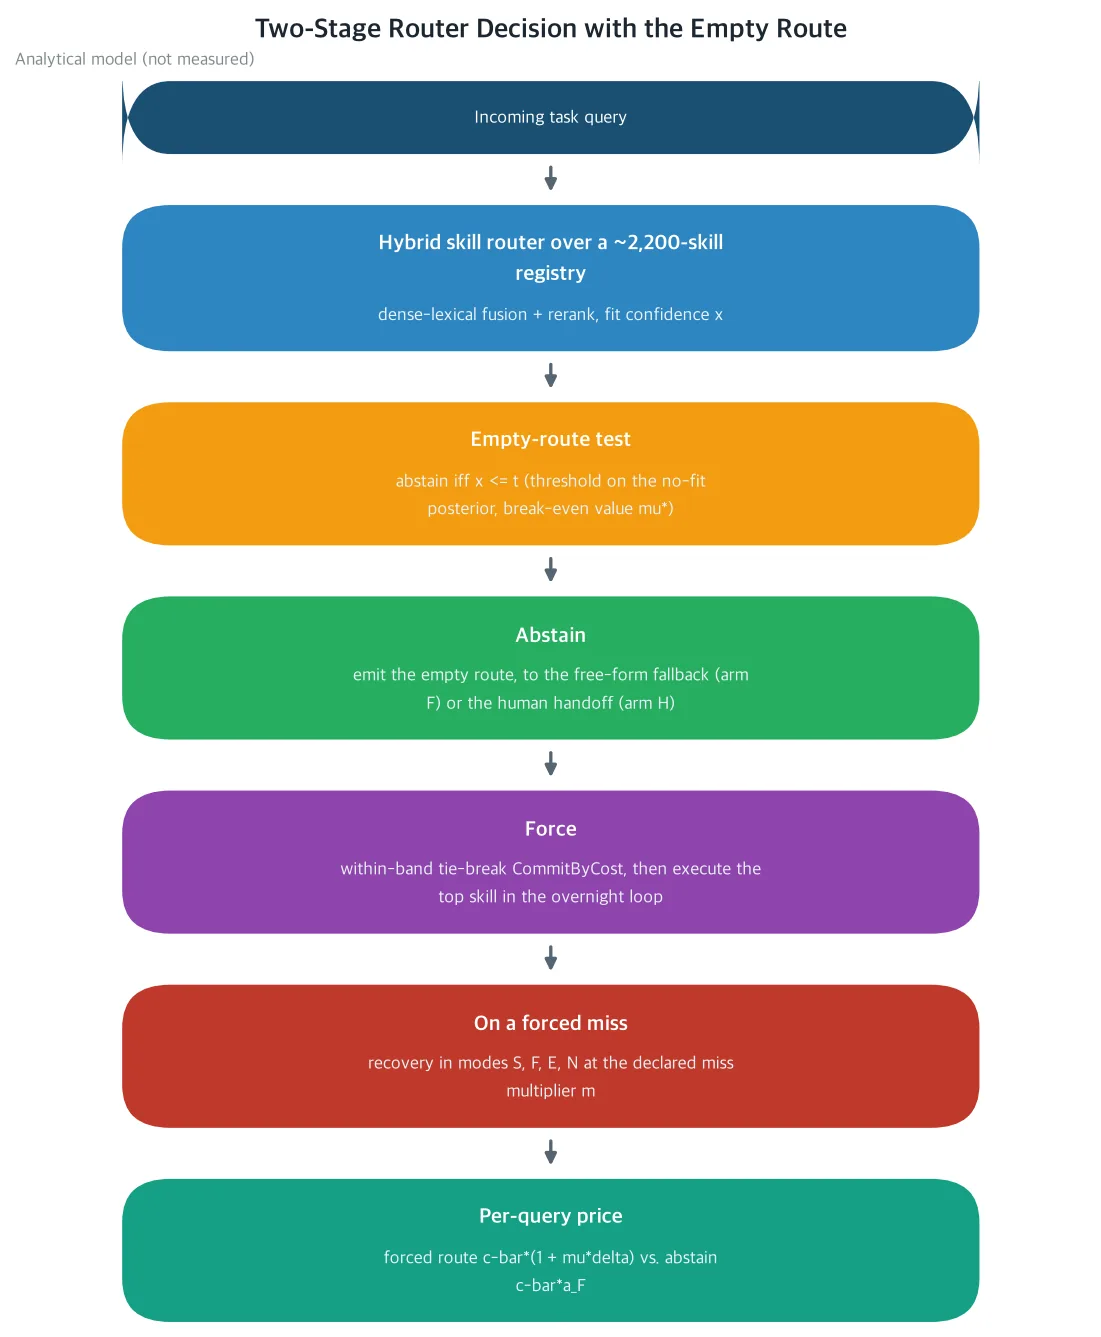 Two-Stage Router Decision with the Empty Route
Analytical model (not measured)
Incoming task query
Hybrid skill router over a ~2,200-skill
registry
dense-lexical fusion + rerank, fit confidence x
Empty-route test
abstain iff x <= t (threshold on the no-fit
posterior, break-even value mu*)
Abstain
emit the empty route, to the free-form fallback (arm
F) or the human handoff (arm H)
Force
within-band tie-break CommitByCost, then execute the
top skill in the overnight loop
On a forced miss
recovery in modes S, F, E, N at the declared miss
multiplier m
Per-query price
forced route c-bar*(1 + mu*delta) vs. abstain
c-bar*a_F